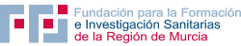 Fundación para la Formación
e Investigación Sanitarias
de la Región de Murcia